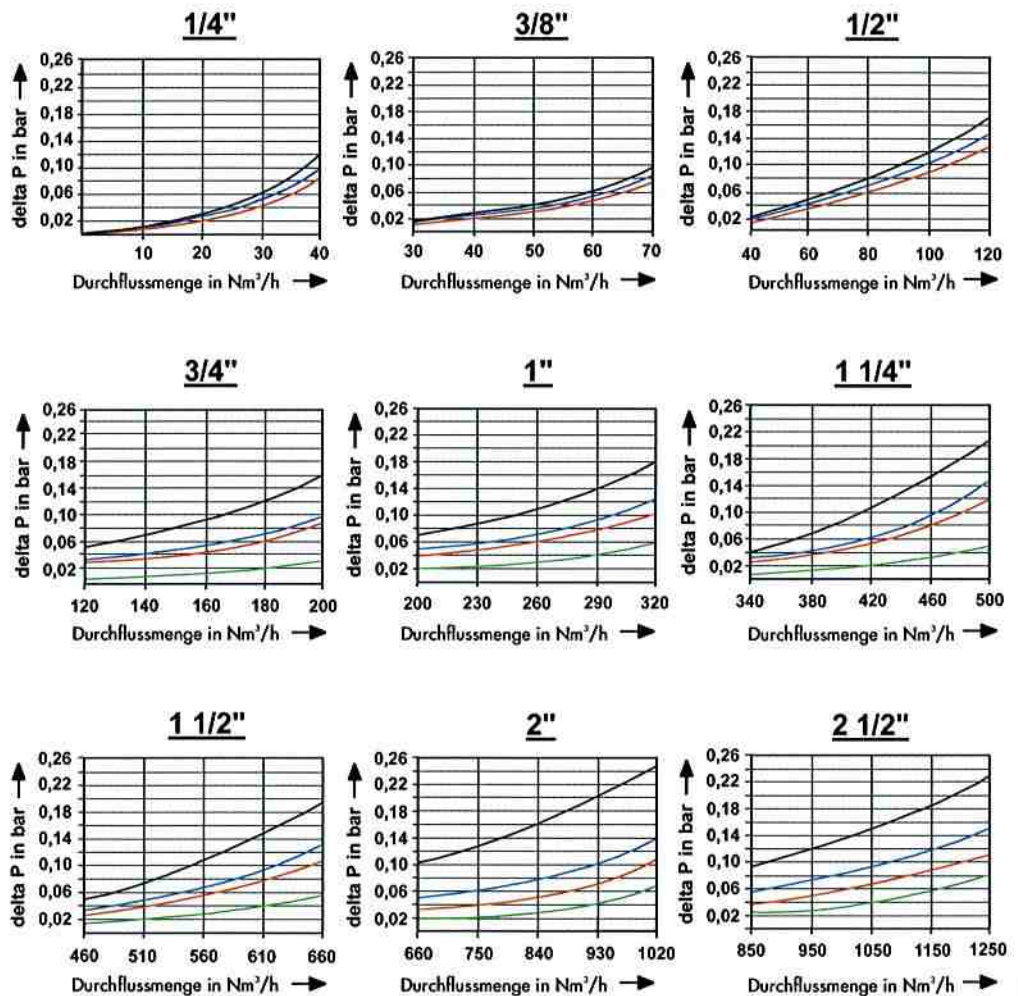 1/4"
delta P in bar
0,26
0,22
0,18
0,14
0,10
0,06
0,02
10 20 30 40
Durchflussmenge in Nm³/h
3/8"
delta P in bar
0,26
0,22
0,18
0,14
0,10
0,06
0,02
30 40 50 60 70
Durchflussmenge in Nm³/h
1/2"
delta P in bar
0,26
0,22
0,18
0,14
0,10
0,06
0,02
40 60 80 100 120
Durchflussmenge in Nm³/h
3/4"
delta P in bar
0,26
0,22
0,18
0,14
0,10
0,06
0,02
120 140 160 180 200
Durchflussmenge in Nm³/h
1"
delta P in bar
0,26
0,22
0,18
0,14
0,10
0,06
0,02
200 230 260 290 320
Durchflussmenge in Nm³/h
1 1/4"
delta P in bar
0,26
0,22
0,18
0,14
0,10
0,06
0,02
340 380 420 460 500
Durchflussmenge in Nm³/h
1 1/2"
delta P in bar
0,26
0,22
0,18
0,14
0,10
0,06
0,02
460 510 560 610 660
Durchflussmenge in Nm³/h
2"
delta P in bar
0,26
0,22
0,18
0,14
0,10
0,06
0,02
660 750 840 930 1020
Durchflussmenge in Nm³/h
2 1/2"
delta P in bar
0,26
0,22
0,18
0,14
0,10
0,06
0,02
850 950 1050 1150 1250
Durchflussmenge in Nm³/h